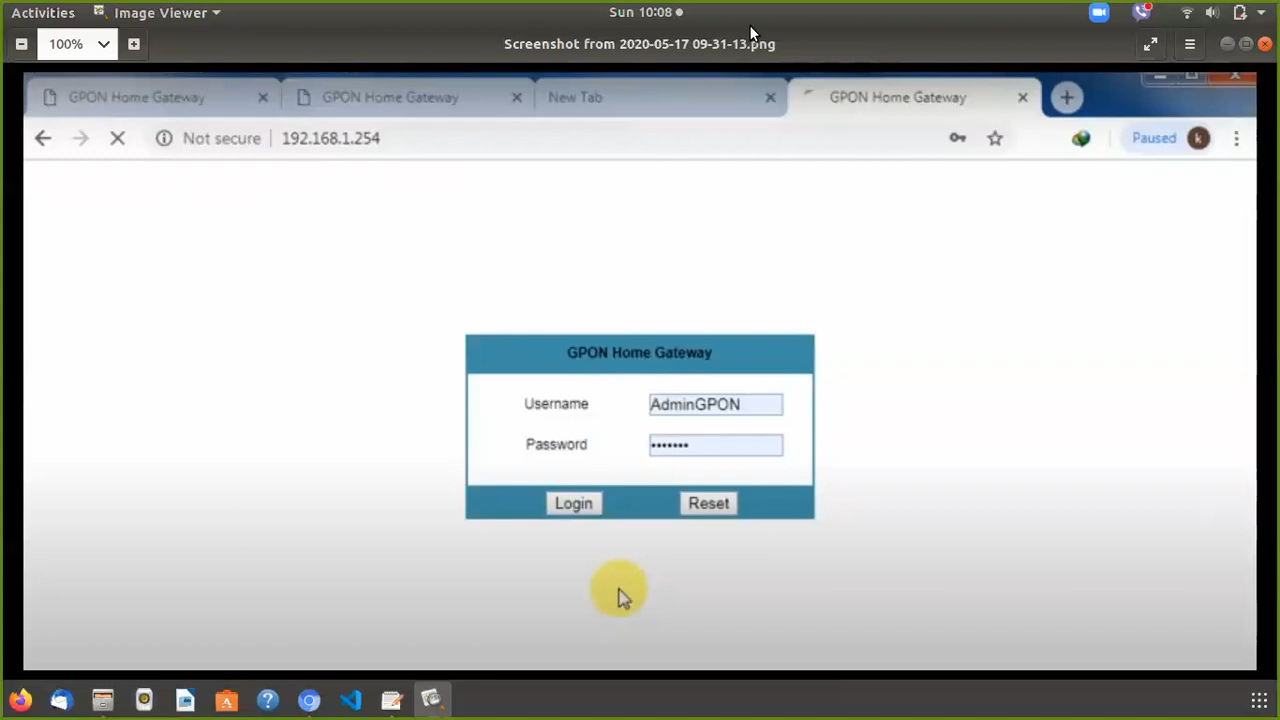 Activities Image Viewer Sun 10:08
100% Screenshot from 2020-05-17 09-31-13.png
GPON Home Gateway GPON Home Gateway New Tab GPON Home Gateway
Not secure 192.168.1.254 Paused k
GPON Home Gateway
Username AdminGPON
Password •••••••
Login Reset